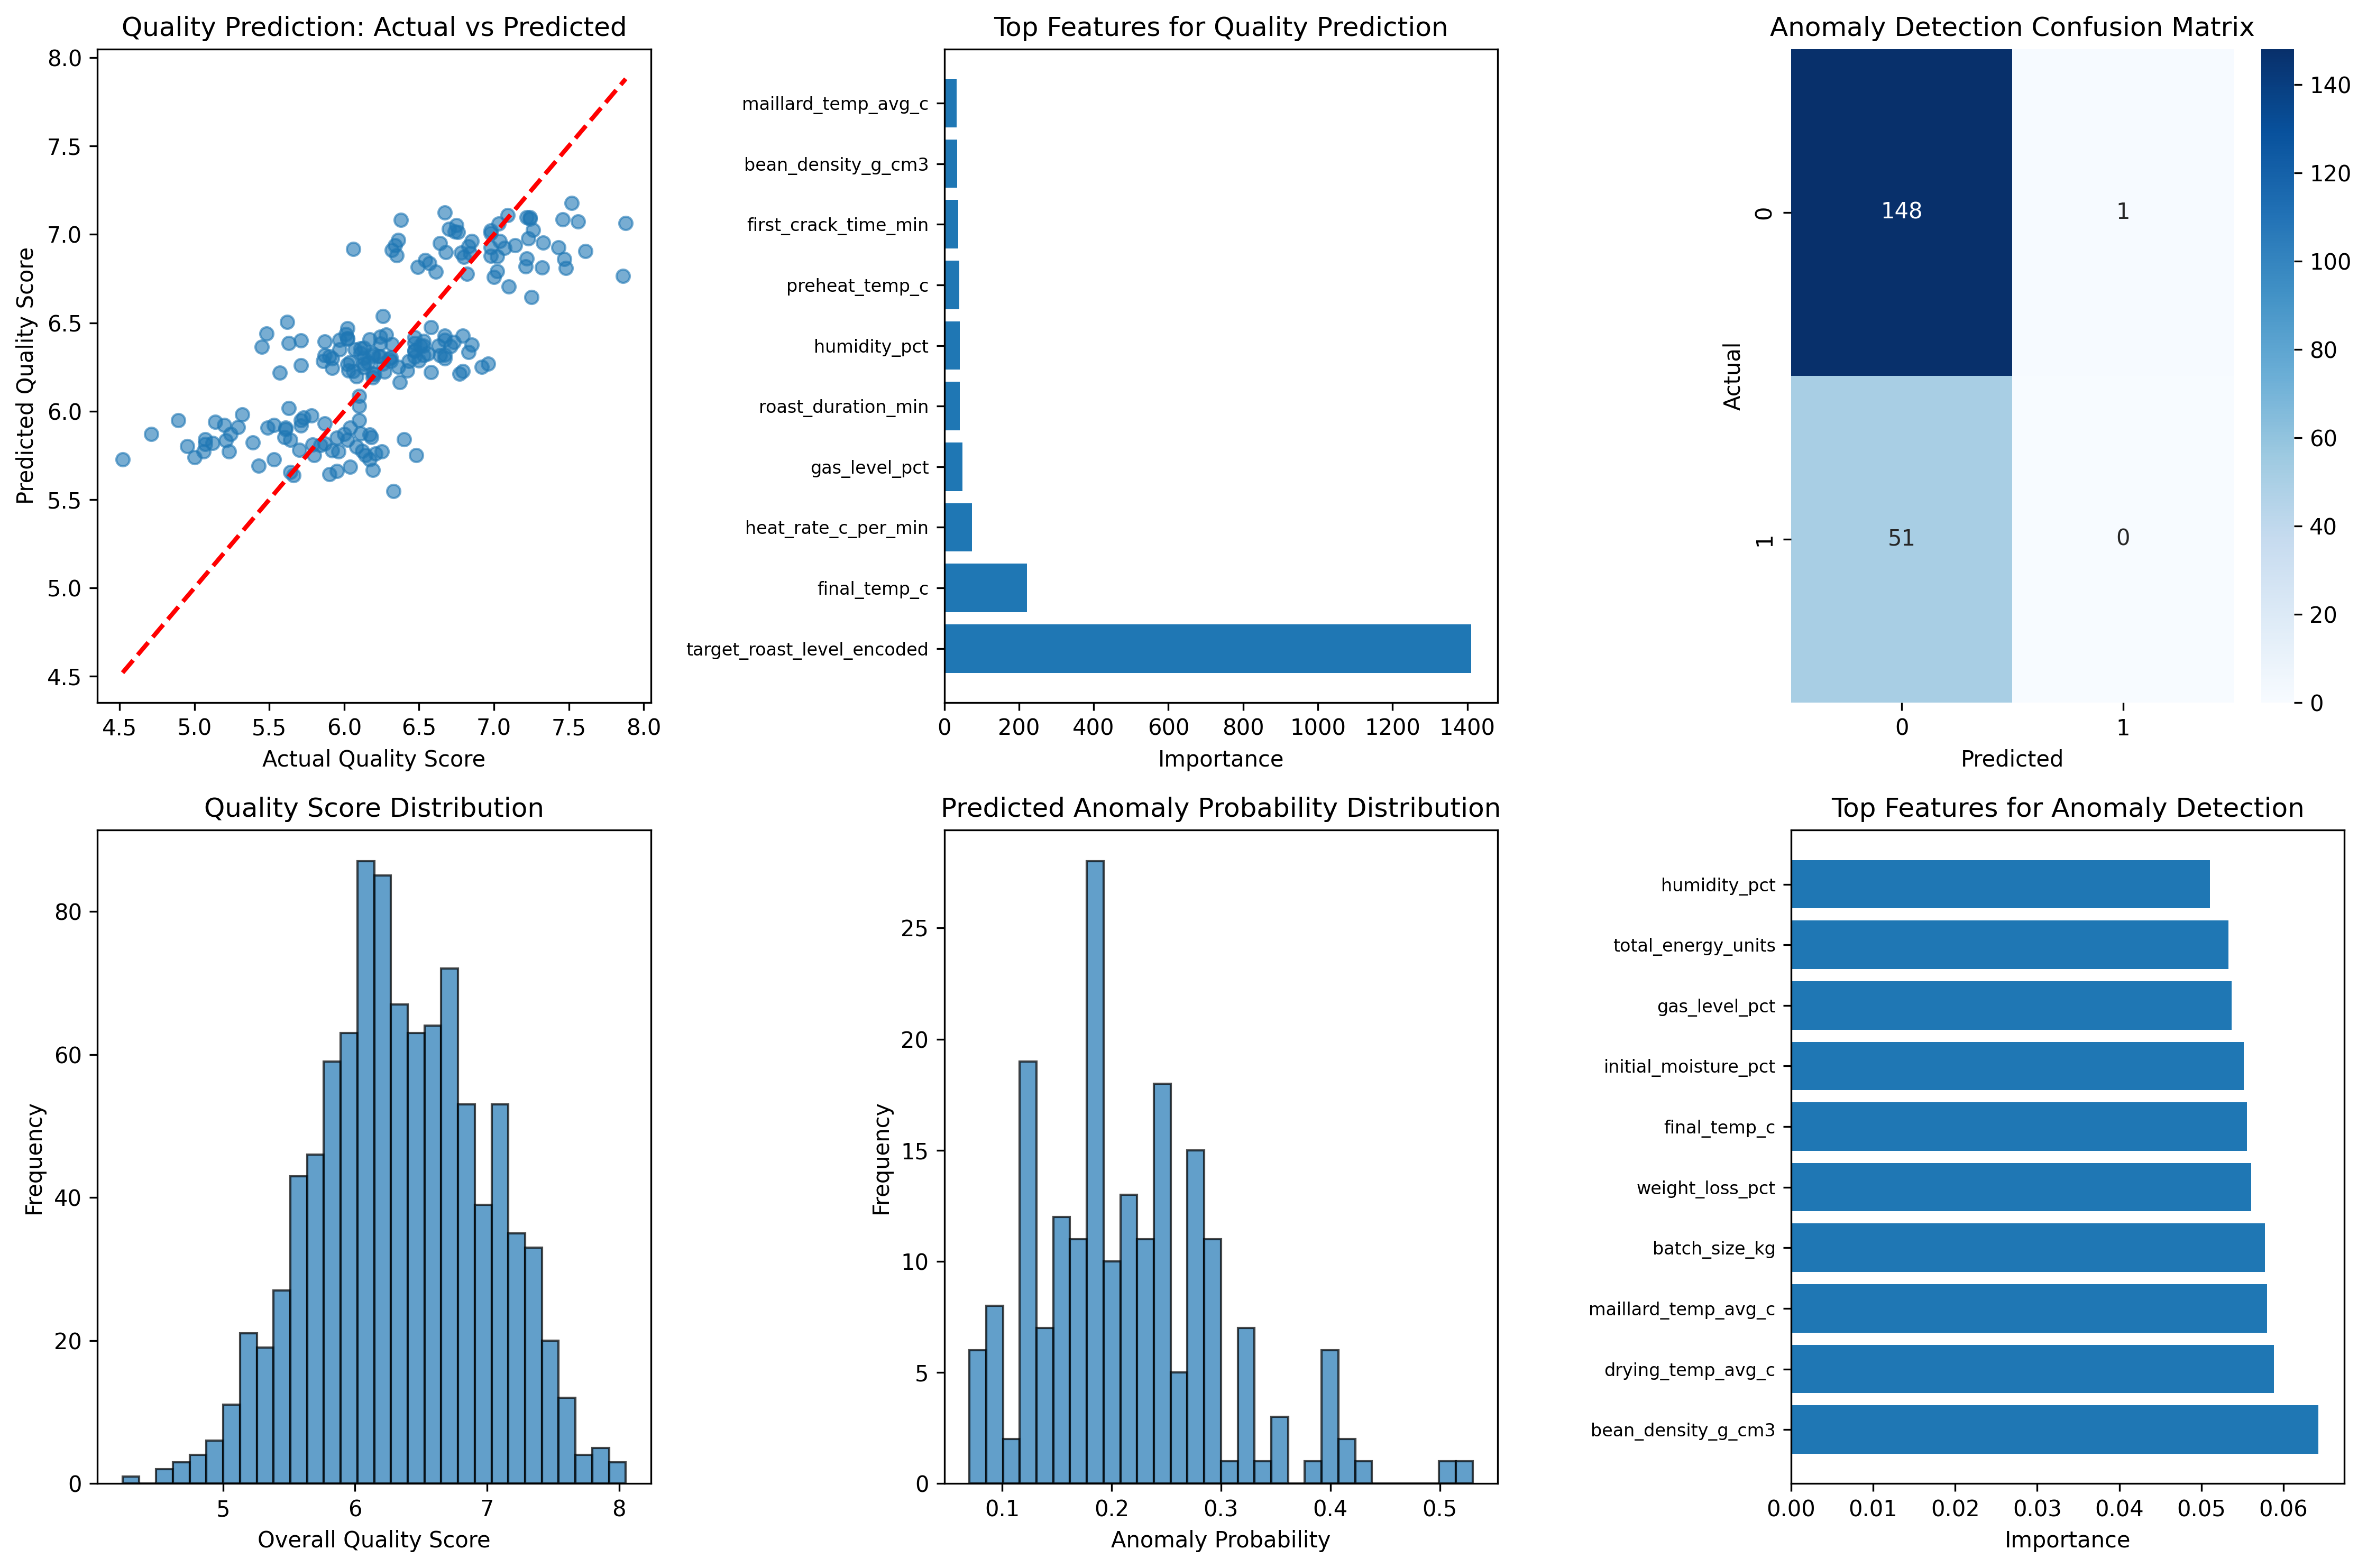 Quality Prediction: Actual vs Predicted
8.0
7.5
7.0
6.5
6.0
5.5
5.0
4.5
Predicted Quality Score
4.5 5.0 5.5 6.0 6.5 7.0 7.5 8.0
Actual Quality Score
Top Features for Quality Prediction
maillard_temp_avg_c
bean_density_g_cm3
first_crack_time_min
preheat_temp_c
humidity_pct
roast_duration_min
gas_level_pct
heat_rate_c_per_min
final_temp_c
target_roast_level_encoded
0 200 400 600 800 1000 1200 1400
Importance
Anomaly Detection Confusion Matrix
Actual
0
1
148 1
51 0
0 1
Predicted
140
120
100
80
60
40
20
0
Quality Score Distribution
80
60
40
20
0
Frequency
5 6 7 8
Overall Quality Score
Predicted Anomaly Probability Distribution
25
20
15
10
5
0
Frequency
0.1 0.2 0.3 0.4 0.5
Anomaly Probability
Top Features for Anomaly Detection
humidity_pct
total_energy_units
gas_level_pct
initial_moisture_pct
final_temp_c
weight_loss_pct
batch_size_kg
maillard_temp_avg_c
drying_temp_avg_c
bean_density_g_cm3
0.00 0.01 0.02 0.03 0.04 0.05 0.06
Importance